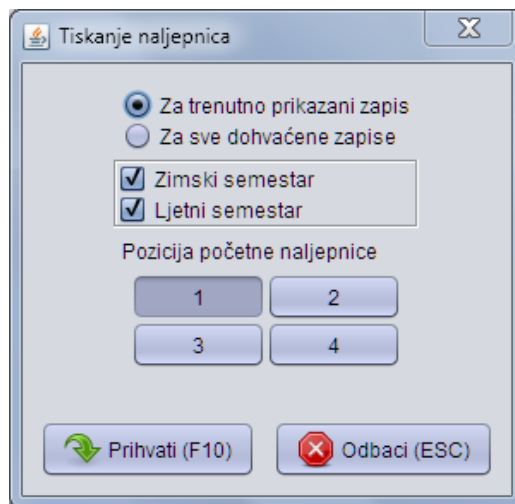 Tiskanje naljepnica
Za trenutno prikazani zapis
Za sve dohvaćene zapise
Zimski semestar
Ljetni semestar
Pozicija početne naljepnice
1 2
3 4
Prihvati (F10) Odbaci (ESC)